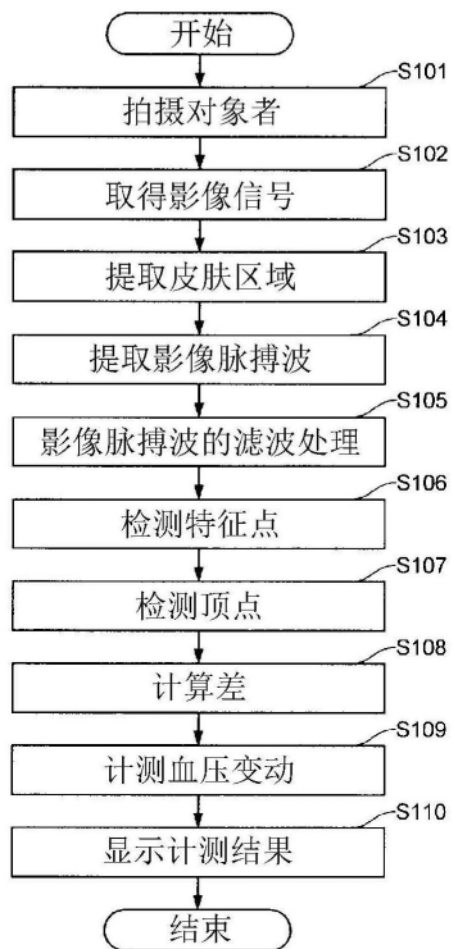 开始
S101
拍摄对象者
S102
取得影像信号
S103
提取皮肤区域
S104
提取影像脉搏波
S105
影像脉搏波的滤波处理
S106
检测特征点
S107
检测顶点
S108
计算差
S109
计测血压变动
S110
显示计测结果
结束